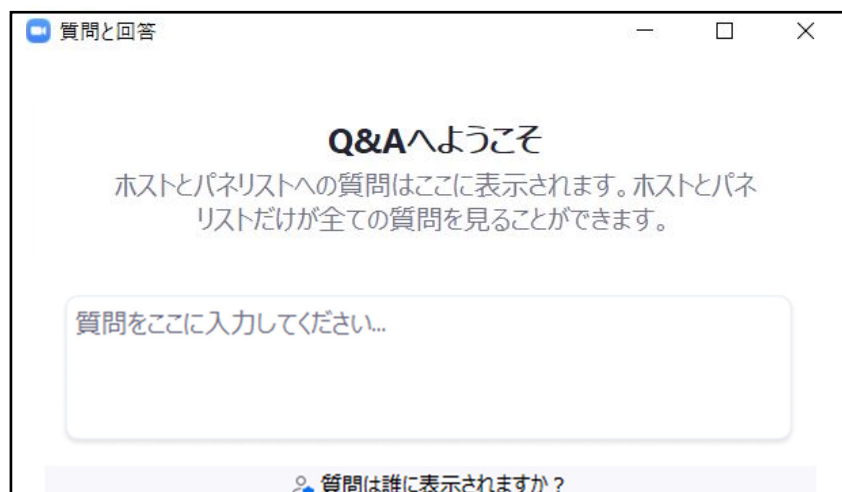 質問と回答
Q&Aへようこそ
ホストとパネリストへの質問はここに表示されます。ホストとパネ
リストだけが全ての質問を見ることができます。
質問をここに入力してください...
質問は誰に表示されますか？